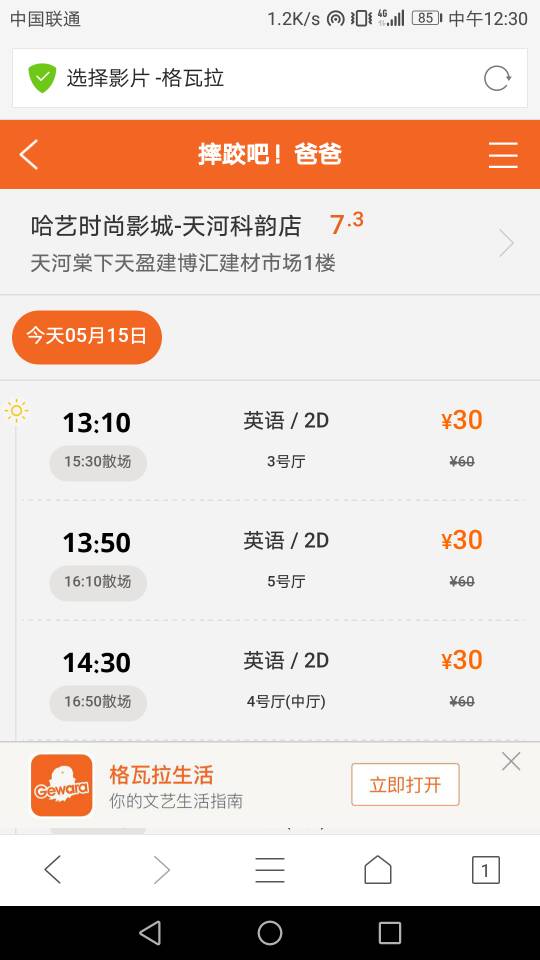 中国联通 1.2K/s 4G 85 中午12:30
选择影片 -格瓦拉
摔跤吧！爸爸
哈艺时尚影城-天河科韵店 7.3
天河棠下天盈建博汇建材市场1楼
今天05月15日
13:10 英语 / 2D ¥30
15:30散场 3号厅 ¥60
13:50 英语 / 2D ¥30
16:10散场 5号厅 ¥60
14:30 英语 / 2D ¥30
16:50散场 4号厅(中厅) ¥60
Gewara 格瓦拉生活
你的文艺生活指南
立即打开
1